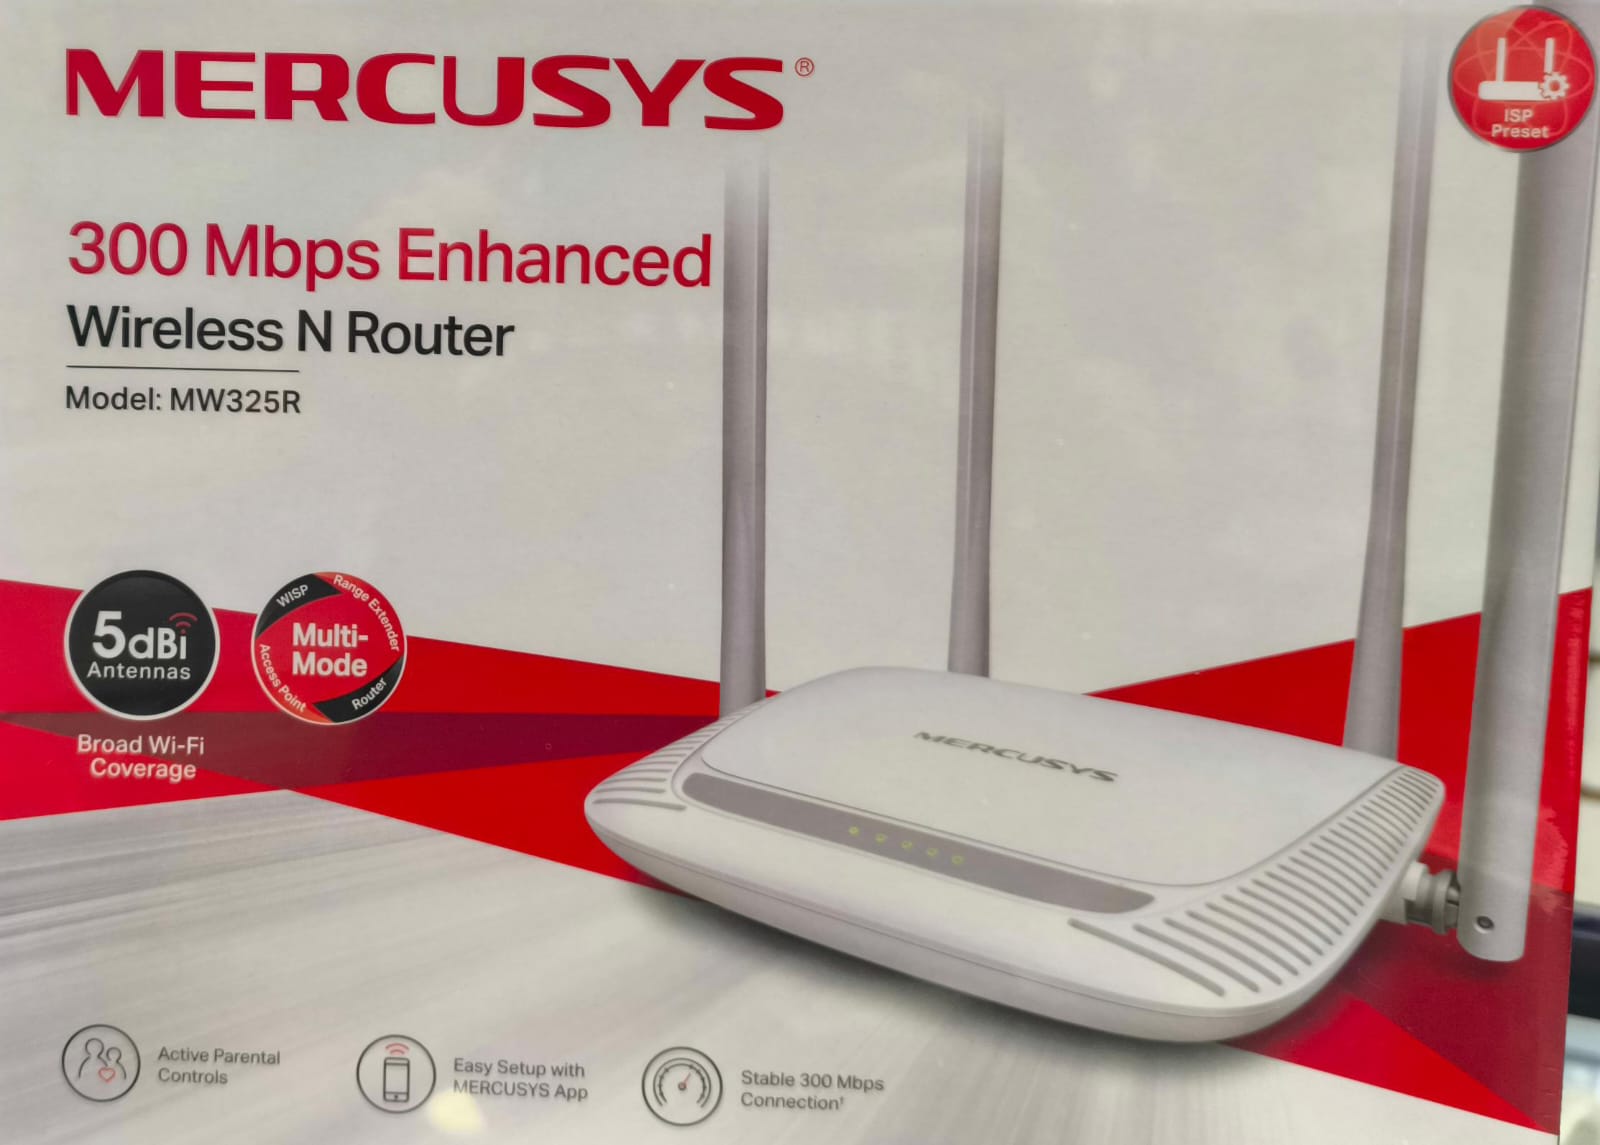 MERCUSYS®
ISP
Preset
300 Mbps Enhanced
Wireless N Router
Model: MW325R
5dBi
Antennas
Broad Wi-Fi
Coverage
WISP
Range Extender
Multi-
Mode
Access Point
Router
MERCUSYS
Active Parental
Controls
Easy Setup with
MERCUSYS App
Stable 300 Mbps
Connection†